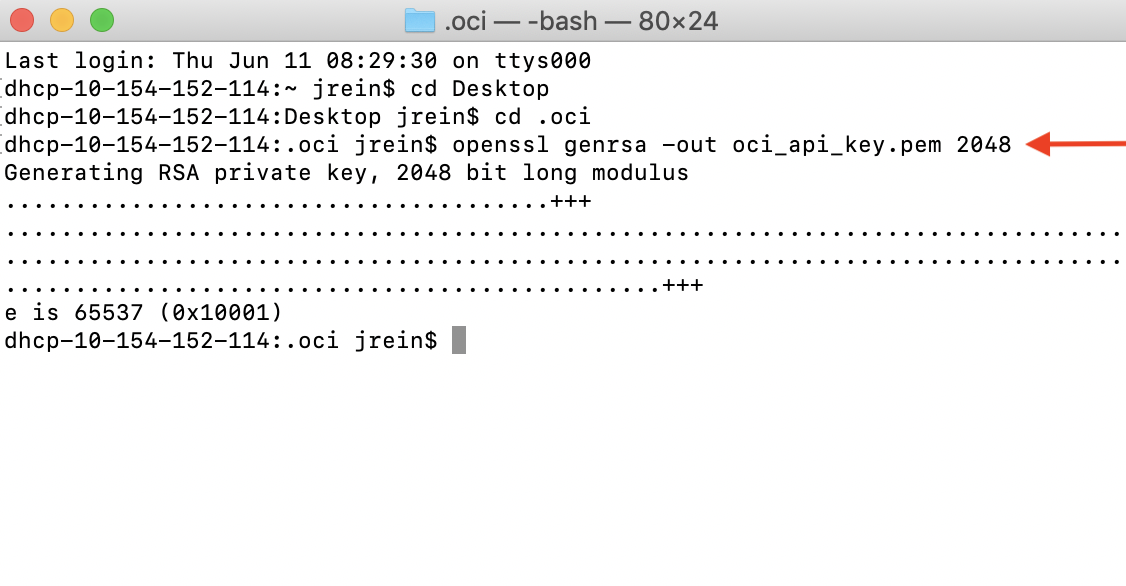 .oci — -bash — 80×24
Last login: Thu Jun 11 08:29:30 on ttys000
[dhcp-10-154-152-114:~ jrein$ cd Desktop
[dhcp-10-154-152-114:Desktop jrein$ cd .oci
[dhcp-10-154-152-114:.oci jrein$ openssl genrsa -out oci_api_key.pem 2048
Generating RSA private key, 2048 bit long modulus
.......................................+++
................................................................................
................................................................................
...............................................+++
e is 65537 (0x10001)
dhcp-10-154-152-114:.oci jrein$